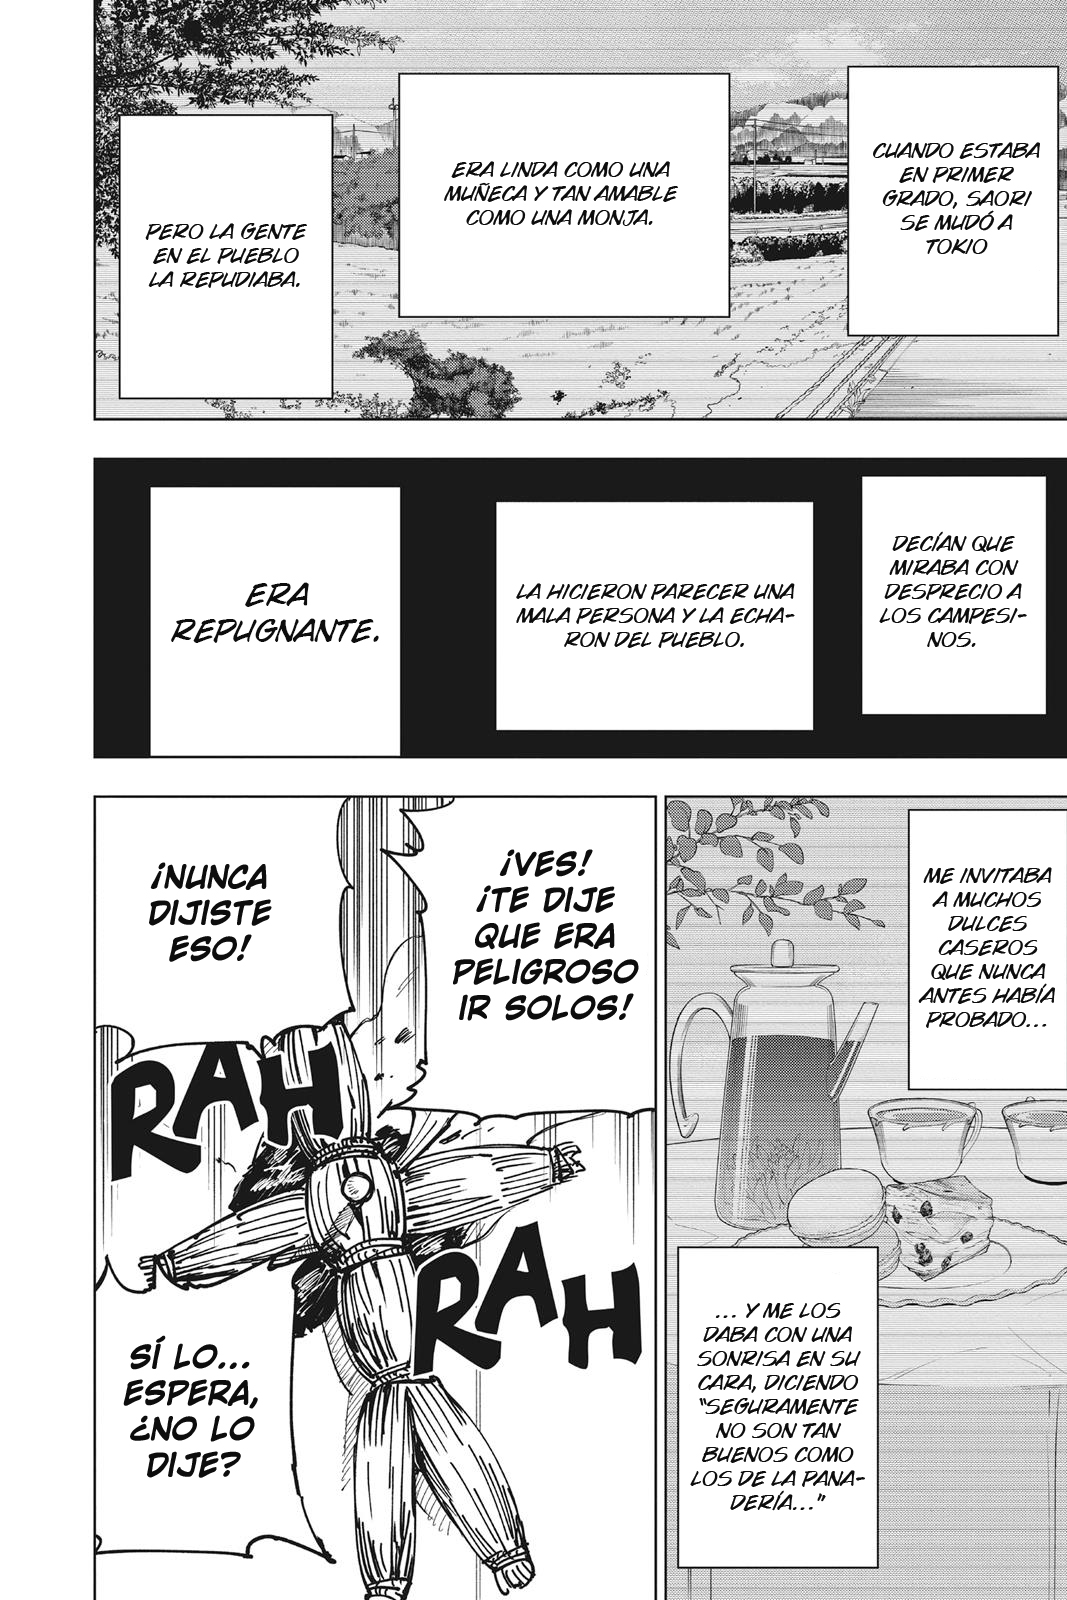 CUANDO ESTABA
EN PRIMER
GRADO, SAORI
SE MUDÓ A
TOKIO
ERA LINDA COMO UNA
MUÑECA Y TAN AMABLE
COMO UNA MONJA.
PERO LA GENTE
EN EL PUEBLO
LA REPUDIABA.
DECÍAN QUE
MIRABA CON
DESPRECIO A
LOS CAMPESI-
NOS.
LA HICIERON PARECER UNA
MALA PERSONA Y LA ECHA-
RON DEL PUEBLO.
ERA
REPUGNANTE.
ME INVITABA
A MUCHOS
DULCES
CASEROS
QUE NUNCA
ANTES HABÍA
PROBADO...
... Y ME LOS
DABA CON UNA
SONRISA EN SU
CARA, DICIENDO
"SEGURAMENTE
NO SON TAN
BUENOS COMO
LOS DE LA PANA-
DERÍA..."
¡VES!
¡TE DIJE
QUE ERA
PELIGROSO
IR SOLOS!
¡NUNCA
DIJISTE
ESO!
RAH
RAH
SÍ LO...
ESPERA,
¿NO LO
DIJE?